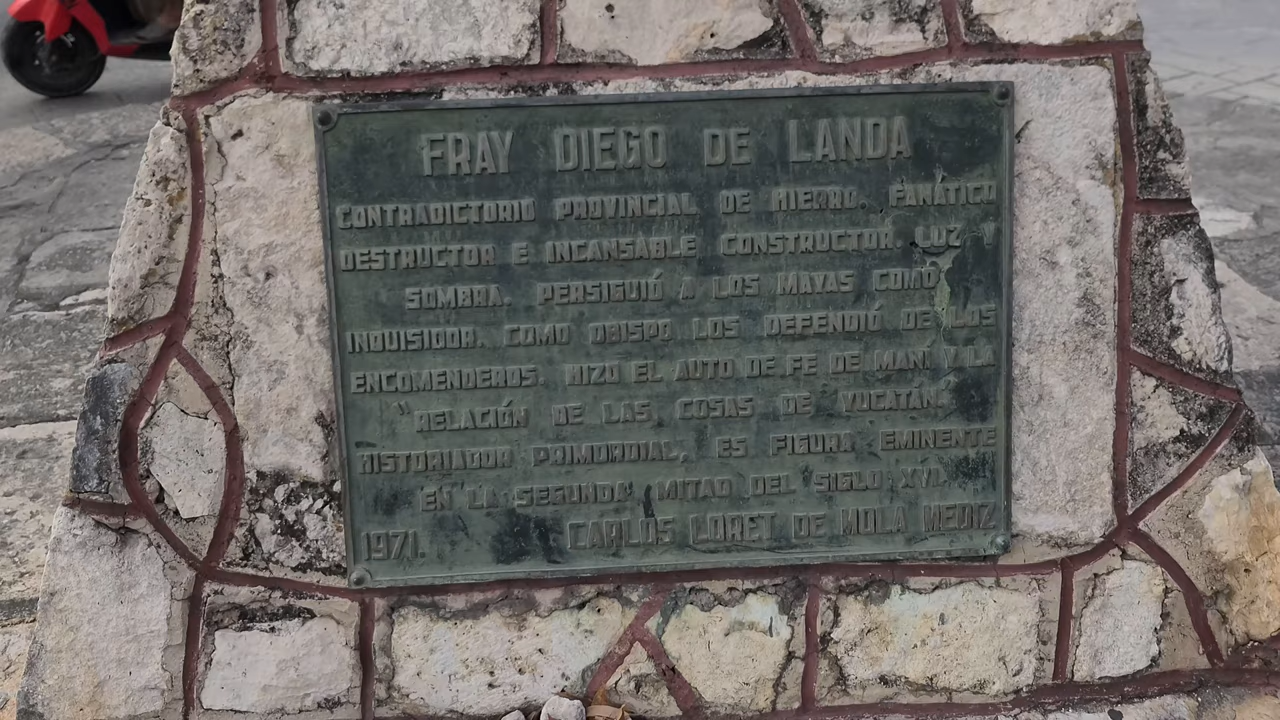 FRAY DIEGO DE LANDA
CONTRADICTORIO PROVINCIAL DE HIERRO. FANATICO
DESTRUCTOR E INCANSABLE CONSTRUCTOR. LUZ Y
SOMBRA. PERSIGUIÓ A LOS MAYAS COMO
INQUISIDOR. COMO OBISPO LOS DEFENDIÓ DE LOS
ENCOMENDEROS. HIZO EL AUTO DE FE DE MANÍ Y LA
"RELACIÓN DE LAS COSAS DE YUCATÁN."
HISTORIADOR PRIMORDIAL, ES FIGURA EMINENTE
EN LA SEGUNDA MITAD DEL SIGLO XVI.
1971. CARLOS LORET DE MOLA MEDIZ